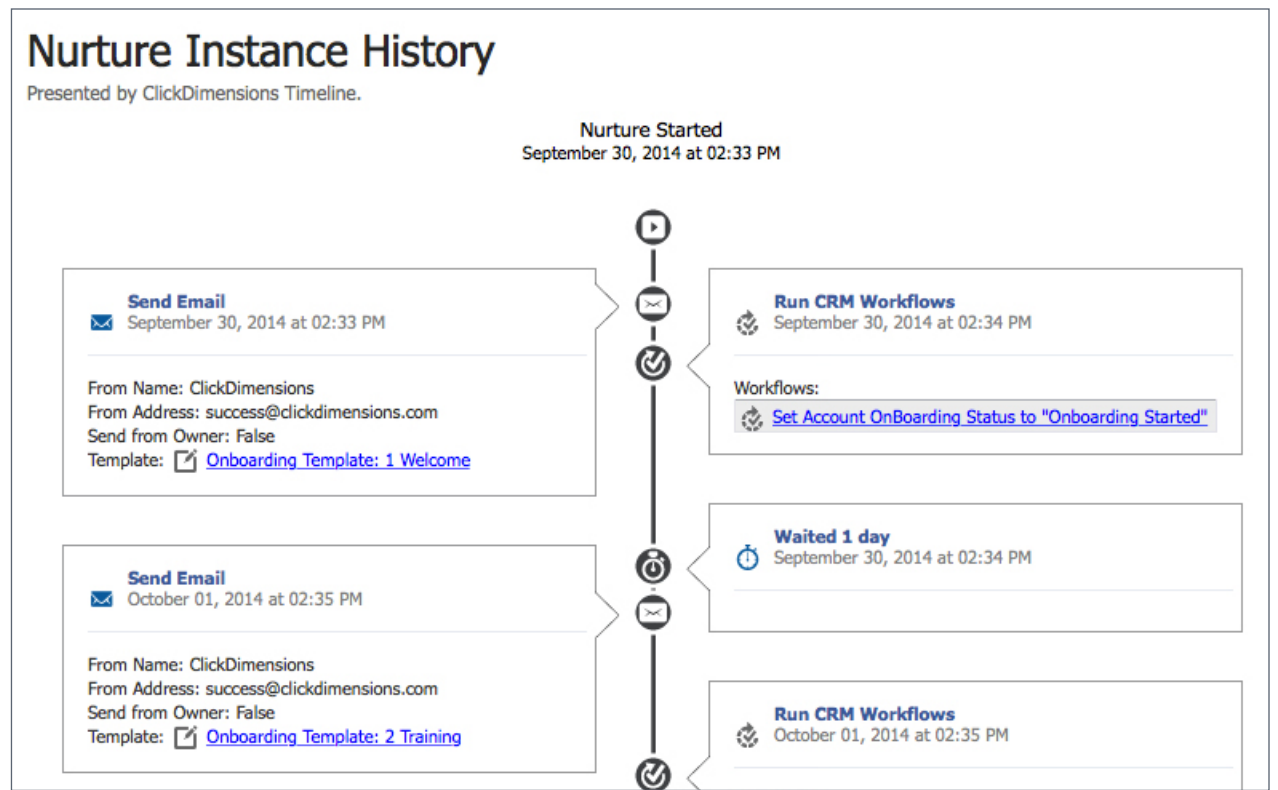 Nurture Instance History
Presented by ClickDimensions Timeline.
Nurture Started
September 30, 2014 at 02:33 PM
Send Email
September 30, 2014 at 02:33 PM
From Name: ClickDimensions
From Address: success@clickdimensions.com
Send from Owner: False
Template: Onboarding Template: 1 Welcome
Run CRM Workflows
September 30, 2014 at 02:34 PM
Workflows:
Set Account OnBoarding Status to "Onboarding Started"
Waited 1 day
September 30, 2014 at 02:34 PM
Send Email
October 01, 2014 at 02:35 PM
From Name: ClickDimensions
From Address: success@clickdimensions.com
Send from Owner: False
Template: Onboarding Template: 2 Training
Run CRM Workflows
October 01, 2014 at 02:35 PM